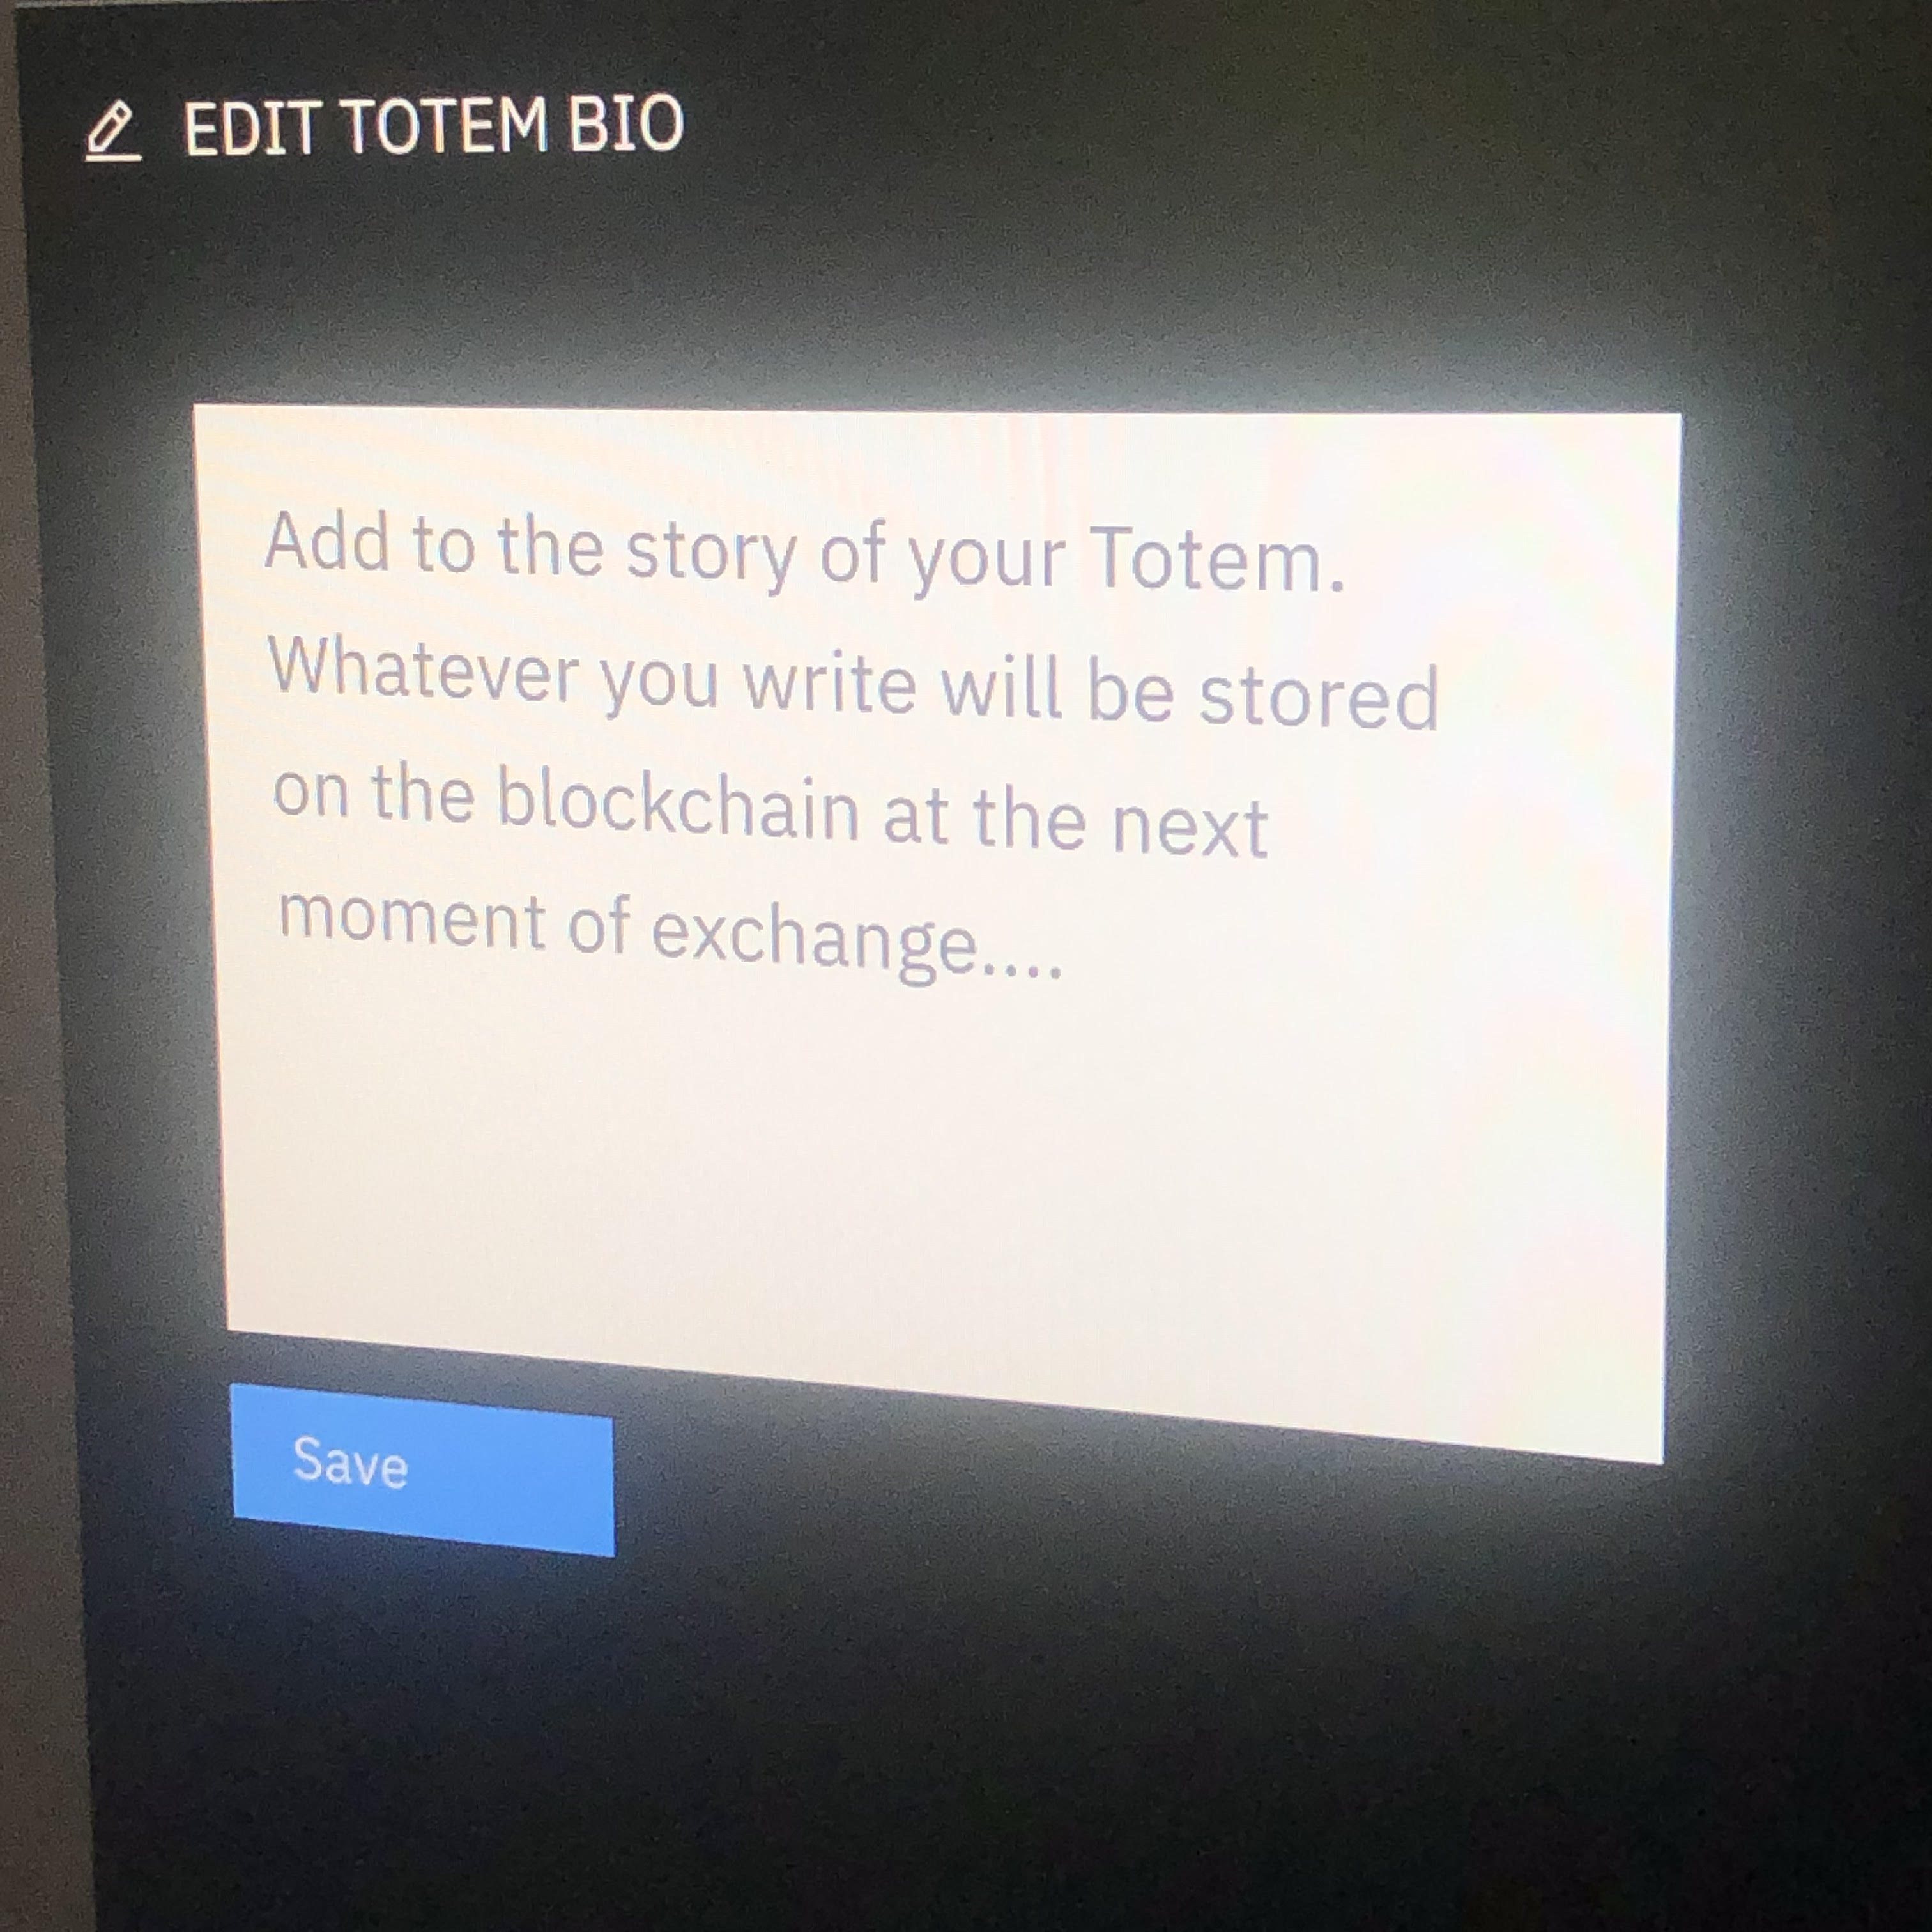 EDIT TOTEM BIO
Add to the story of your Totem.
Whatever you write will be stored
on the blockchain at the next
moment of exchange....
Save